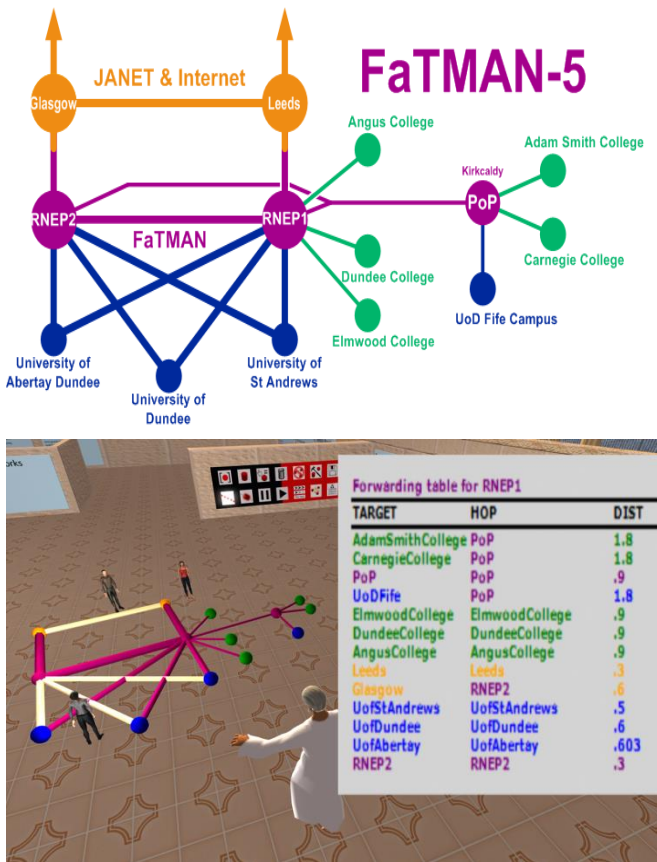 JANET & Internet
FaTMAN-5
Glasgow
Leeds
Angus College
Adam Smith College
Kirkcaldy
PoP
RNEP2
RNEP1
FaTMAN
Dundee College
Carnegie College
Elmwood College
UoD Fife Campus
University of
Abertay Dundee
University of
Dundee
University of
St Andrews
orks
Forwarding table for RNEP1
TARGET HOP DIST
AdamSmithCollege PoP 1.8
CarnegieCollege PoP 1.8
PoP PoP .9
UoDFife PoP 1.8
ElmwoodCollege ElmwoodCollege .9
DundeeCollege DundeeCollege .9
AngusCollege AngusCollege .9
Leeds Leeds .3
Glasgow RNEP2 .6
UofStAndrews UofStAndrews .5
UofDundee UofDundee .6
UofAbertay UofAbertay .603
RNEP2 RNEP2 .3